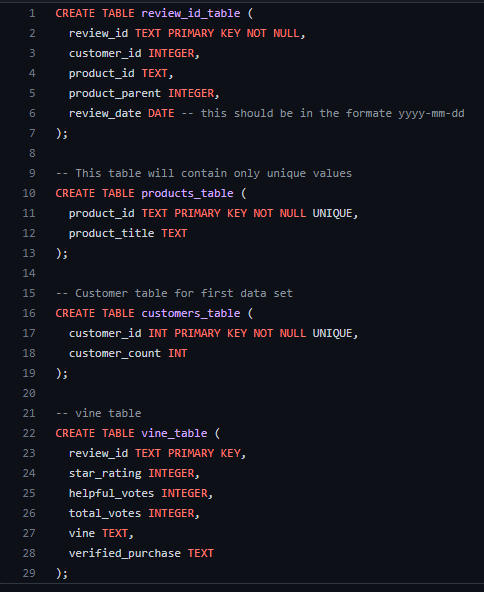 1 CREATE TABLE review_id_table (
2 review_id TEXT PRIMARY KEY NOT NULL,
3 customer_id INTEGER,
4 product_id TEXT,
5 product_parent INTEGER,
6 review_date DATE -- this should be in the formate yyyy-mm-dd
7 );
8
9 -- This table will contain only unique values
10 CREATE TABLE products_table (
11 product_id TEXT PRIMARY KEY NOT NULL UNIQUE,
12 product_title TEXT
13 );
14
15 -- Customer table for first data set
16 CREATE TABLE customers_table (
17 customer_id INT PRIMARY KEY NOT NULL UNIQUE,
18 customer_count INT
19 );
20
21 -- vine table
22 CREATE TABLE vine_table (
23 review_id TEXT PRIMARY KEY,
24 star_rating INTEGER,
25 helpful_votes INTEGER,
26 total_votes INTEGER,
27 vine TEXT,
28 verified_purchase TEXT
29 );